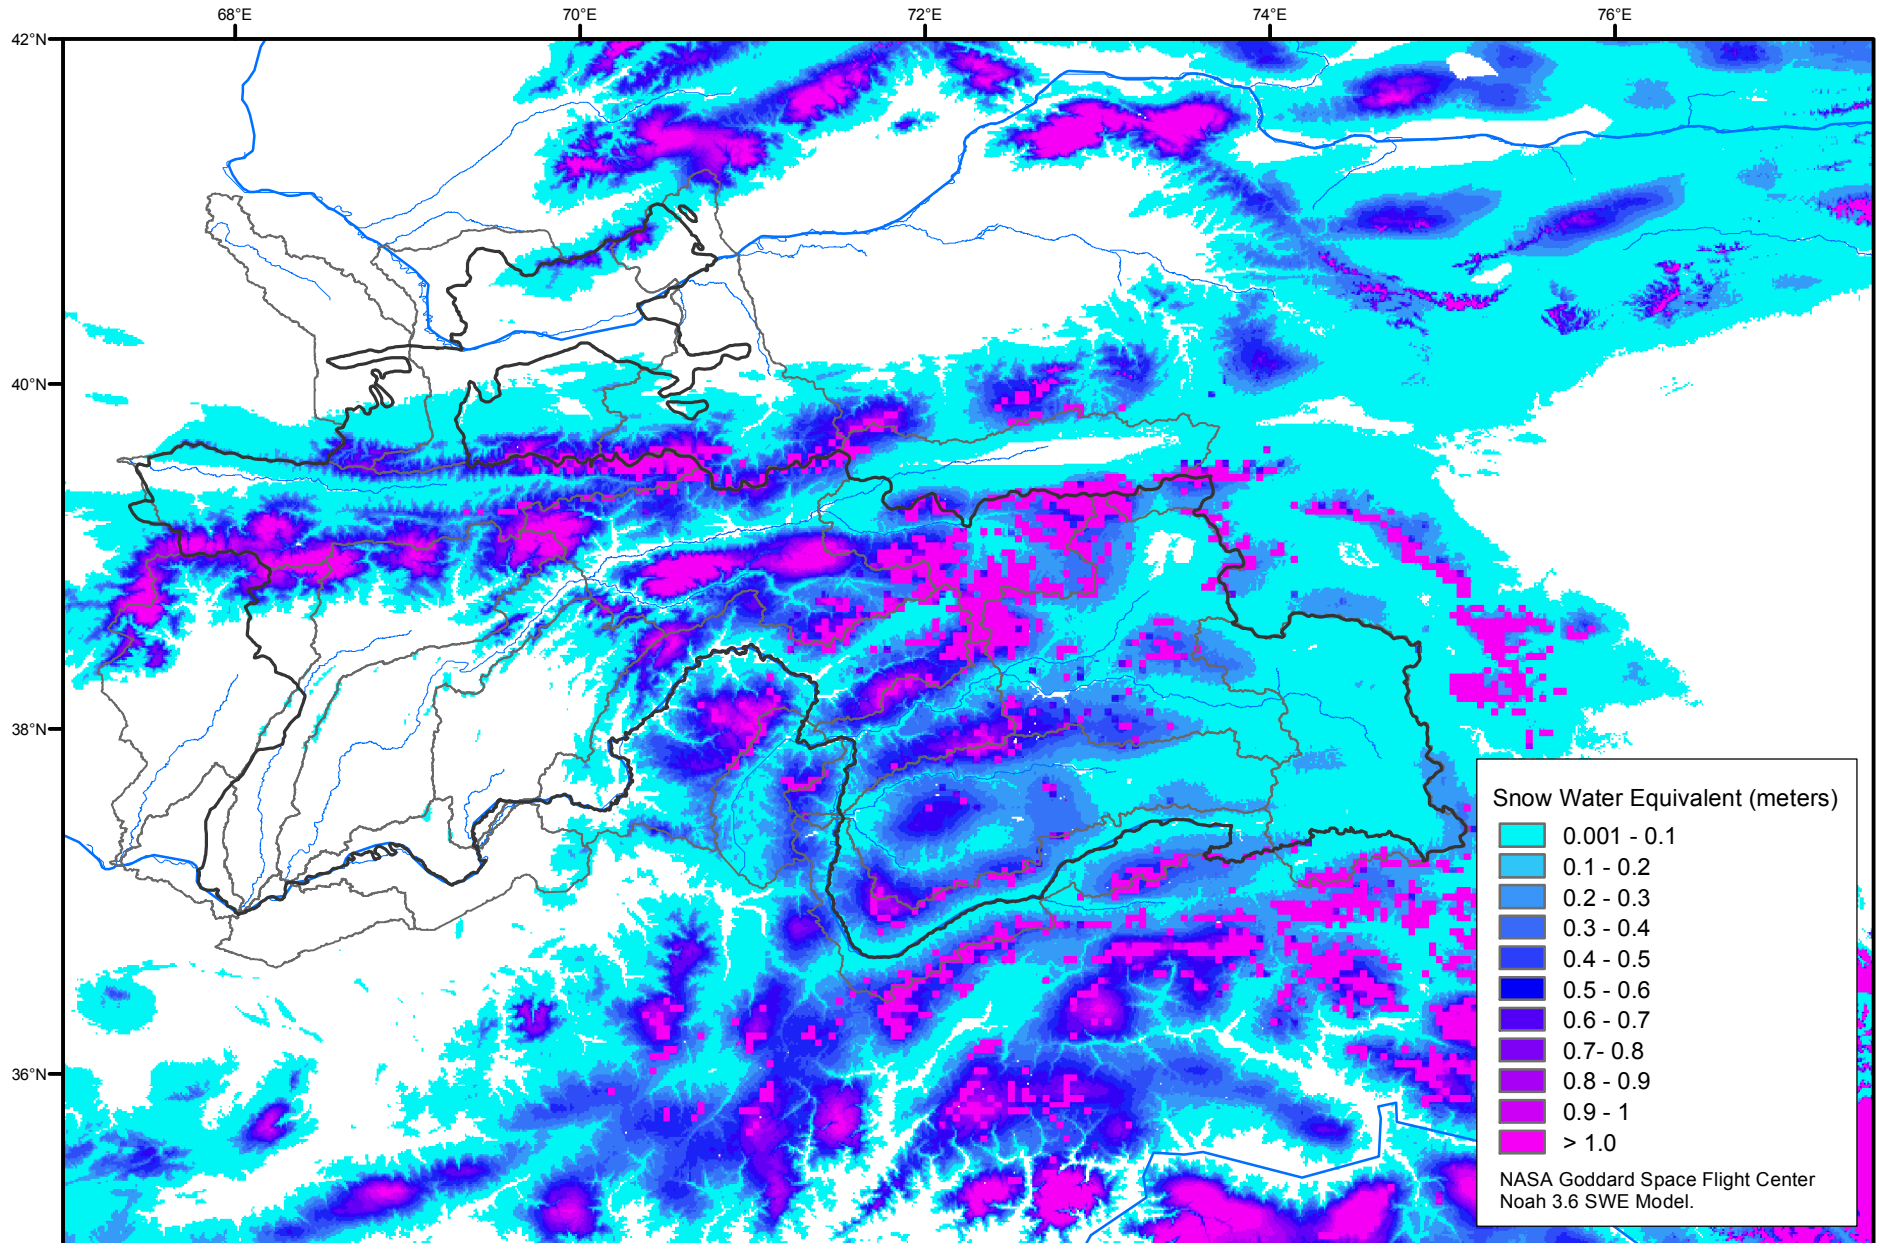 68°E 70°E 72°E 74°E 76°E
42°N
40°N
38°N
36°N
Snow Water Equivalent (meters)
0.001 - 0.1
0.1 - 0.2
0.2 - 0.3
0.3 - 0.4
0.4 - 0.5
0.5 - 0.6
0.6 - 0.7
0.7- 0.8
0.8 - 0.9
0.9 - 1
> 1.0
NASA Goddard Space Flight Center
Noah 3.6 SWE Model.